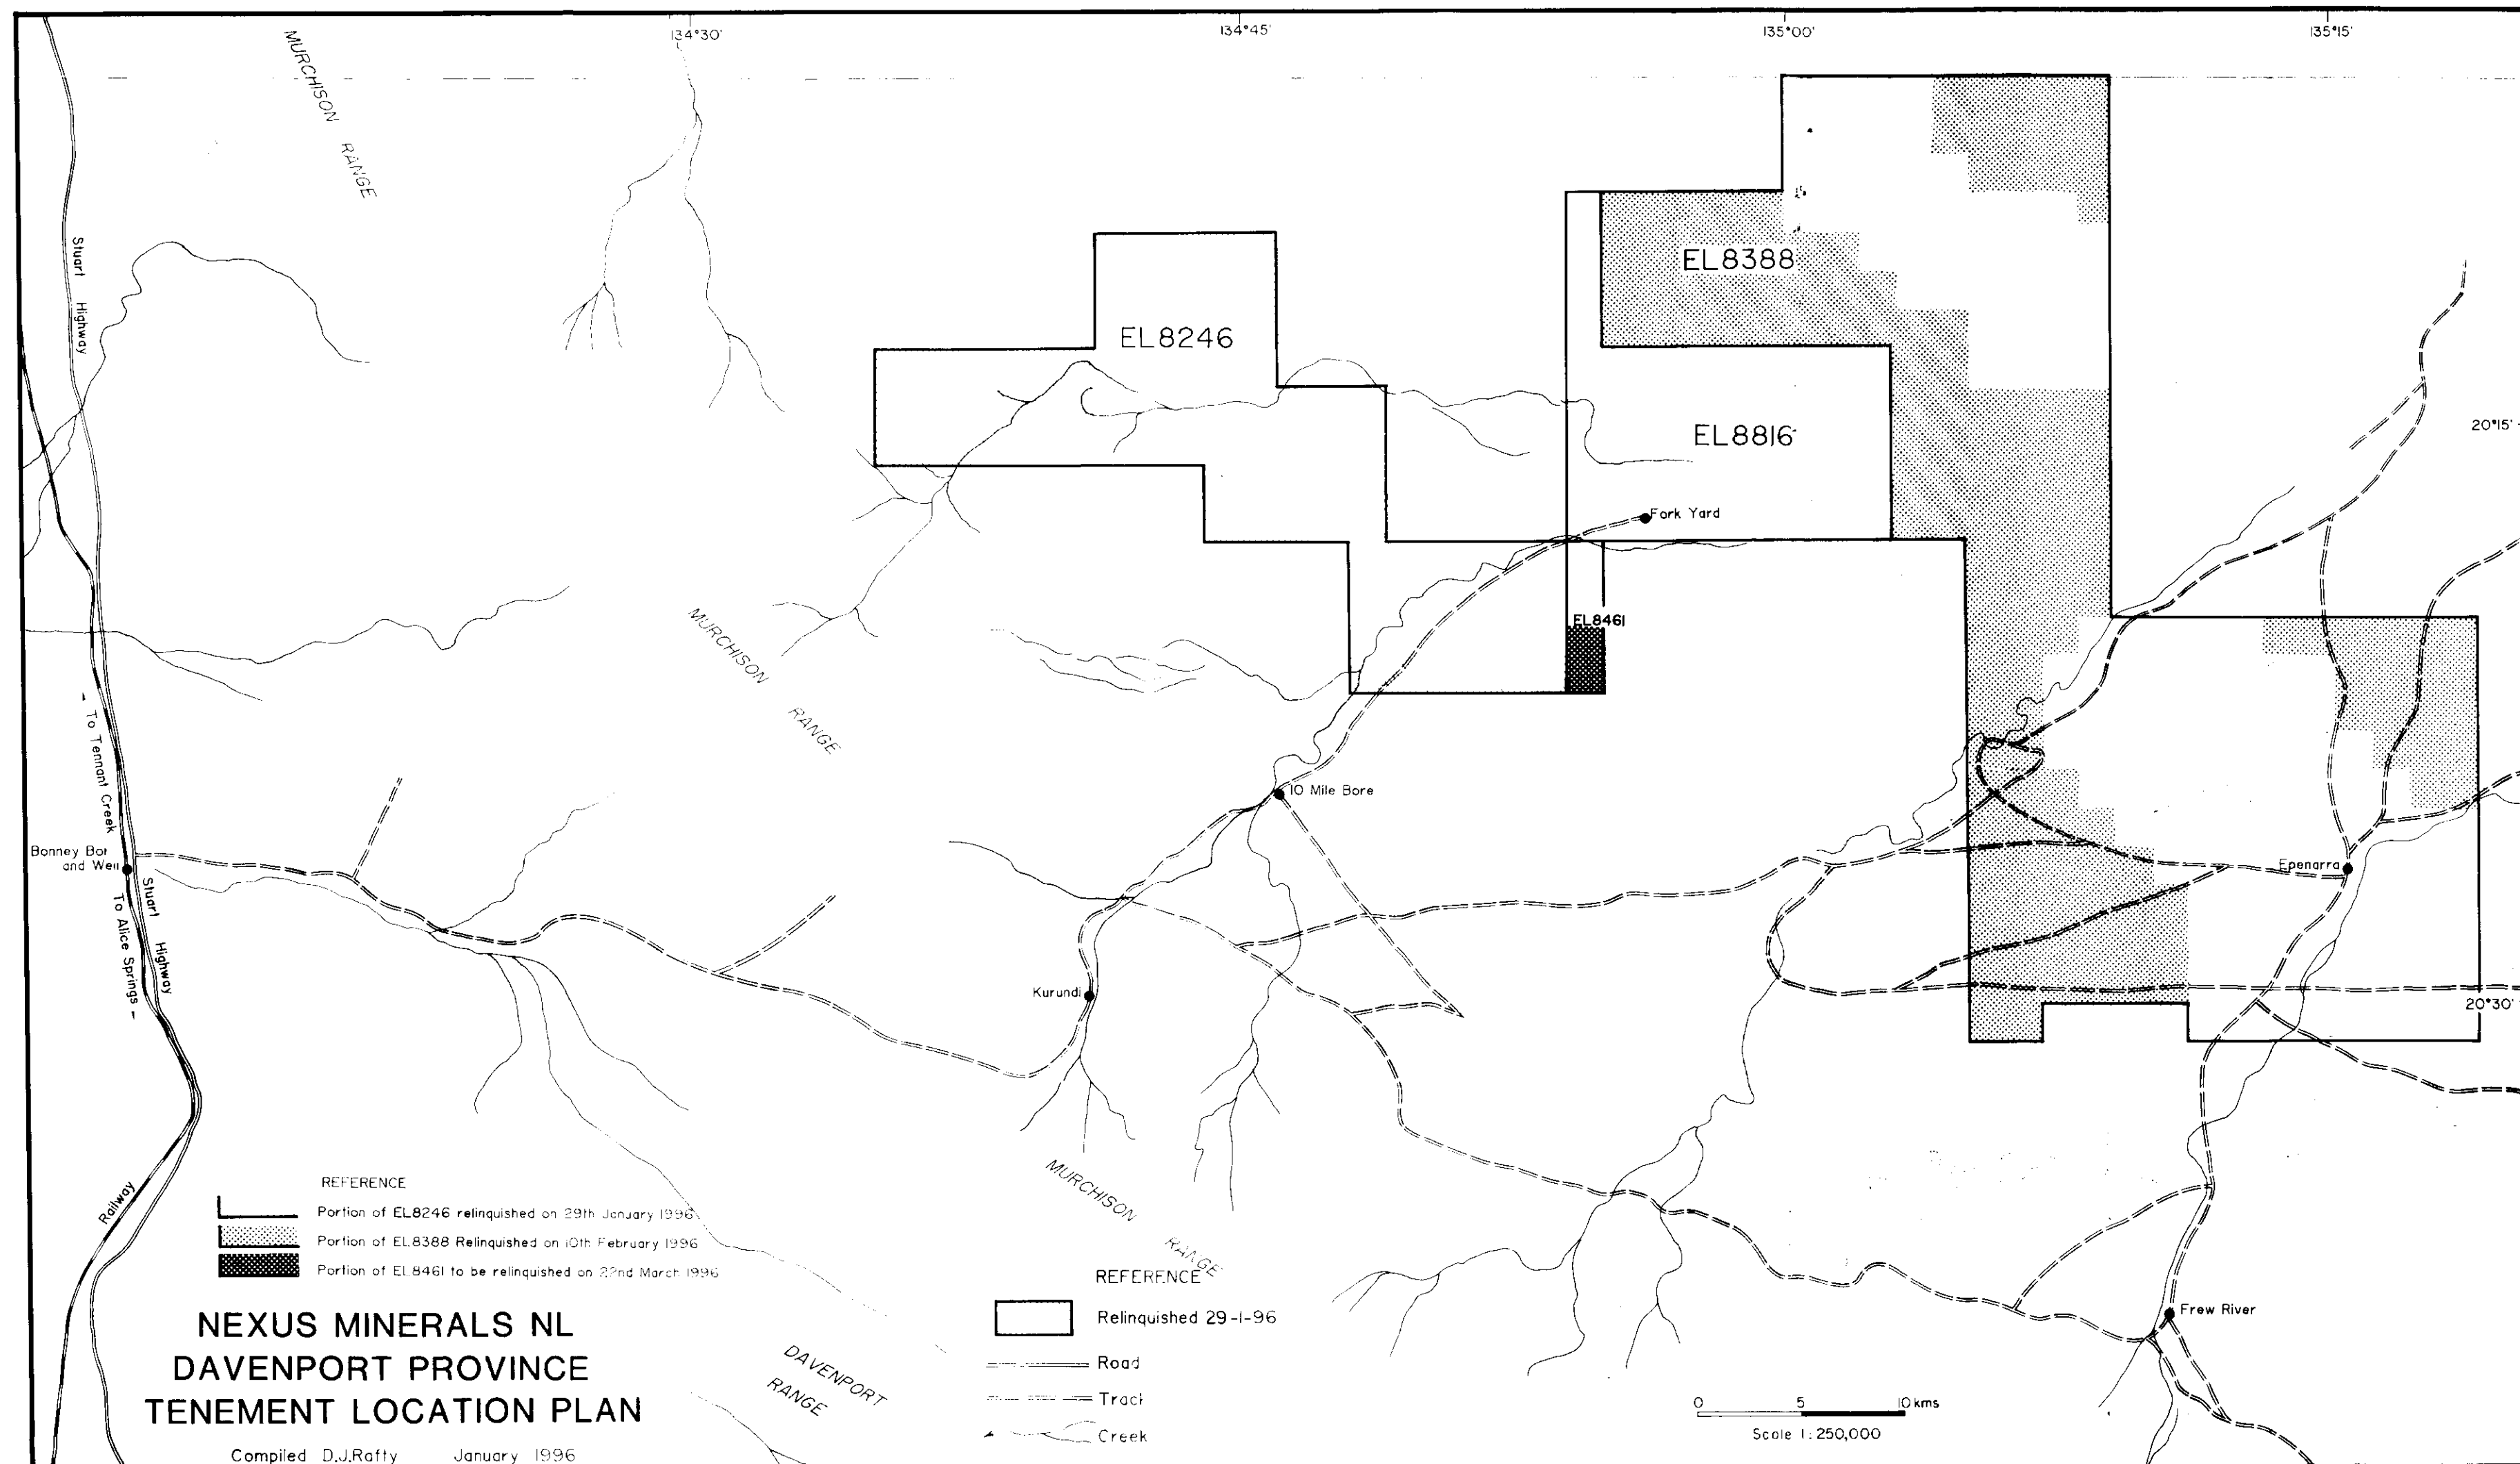 134°30'
134°45'
135°00'
135°15'
MURCHISON RANGE
Stuart Highway
EL8388
EL8246
EL8816
20°15'
Fork Yard
EL8461
MURCHISON RANGE
To Tennant Creek
10 Mile Bore
Bonney Bor
and Well
Epenarra
Stuart Highway
To Alice Springs
Kurundi
20°30'
MURCHISON RANGE
Railway
REFERENCE
Portion of EL8246 relinquished on 29th January 1996
Portion of EL8388 Relinquished on 10th February 1996
Portion of EL8461 to be relinquished on 22nd March 1996
NEXUS MINERALS NL
DAVENPORT PROVINCE
TENEMENT LOCATION PLAN
Compiled D.J.Rafty January 1996
DAVENPORT
RANGE
REFERENCE
Relinquished 29-1-96
Road
Track
Creek
Frew River
0 5 10 kms
Scale 1:250,000